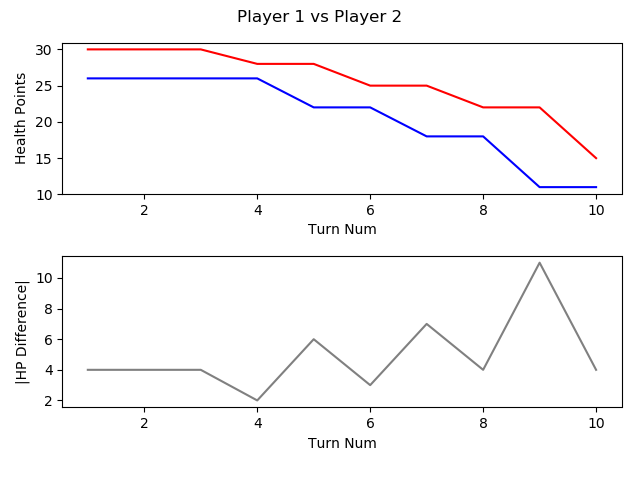 Player 1 vs Player 2
30
25
20
15
10
Health Points
2 4 6 8 10
Turn Num
10
8
6
4
2
|HP Difference|
2 4 6 8 10
Turn Num